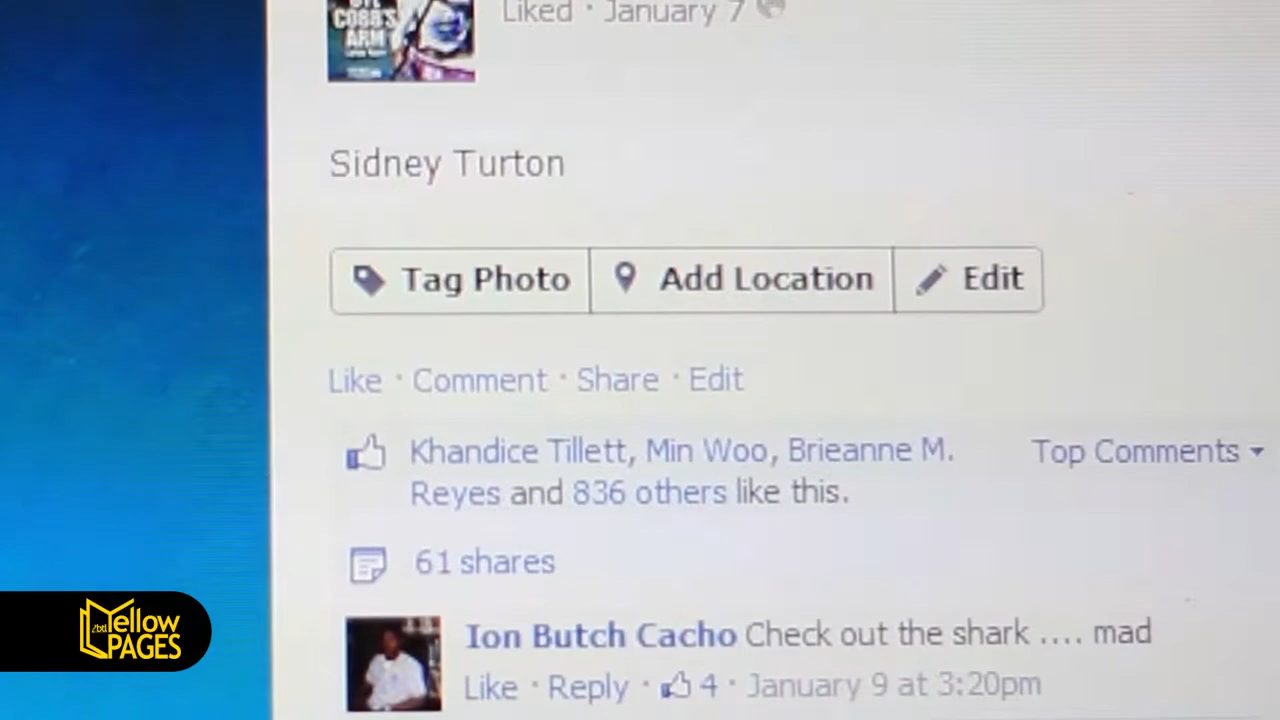 COBB'S
ARM
Liked · January 7
Sidney Turton
Tag Photo
Add Location
Edit
Like · Comment · Share · Edit
Khandice Tillett, Min Woo, Brieanne M.
Reyes and 836 others like this.
Top Comments
61 shares
Ion Butch Cacho Check out the shark .... mad
Like · Reply · 4 · January 9 at 3:20pm
Yellow
PAGES